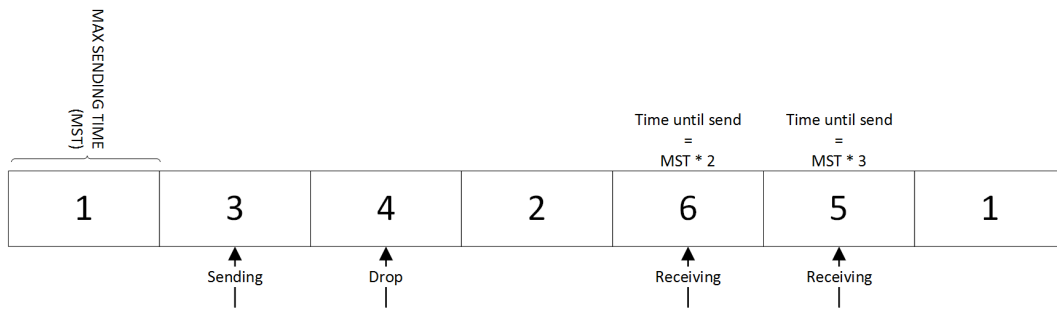 MAX SENDING TIME
(MST)
Time until send
=
MST * 2
Time until send
=
MST * 3
1
3
4
2
6
5
1
Sending
Drop
Receiving
Receiving